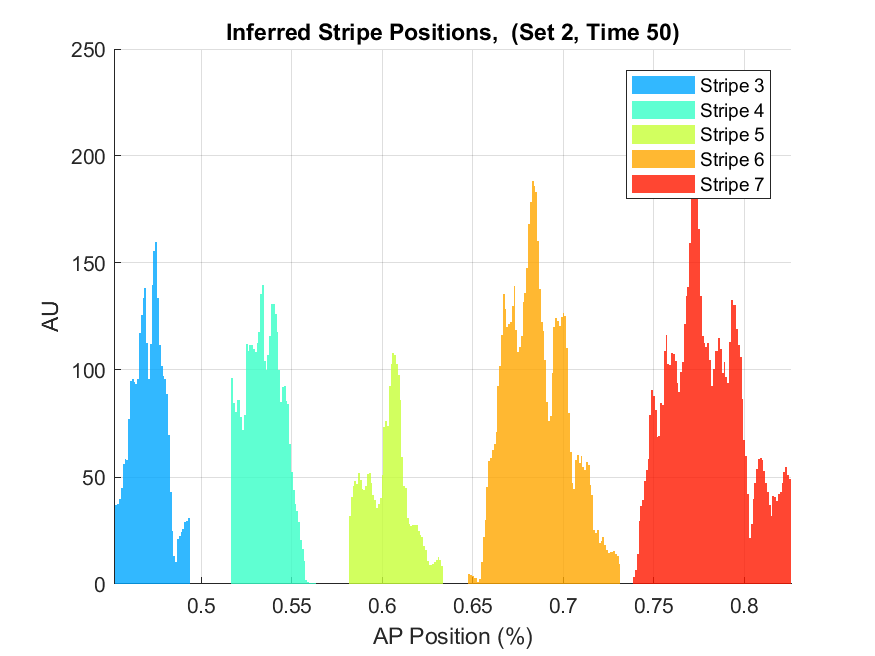 Inferred Stripe Positions,  (Set 2, Time 50)
250
200
150
100
50
0
AU
0.5
0.55
0.6
0.65
0.7
0.75
0.8
AP Position (%)
Stripe 3
Stripe 4
Stripe 5
Stripe 6
Stripe 7